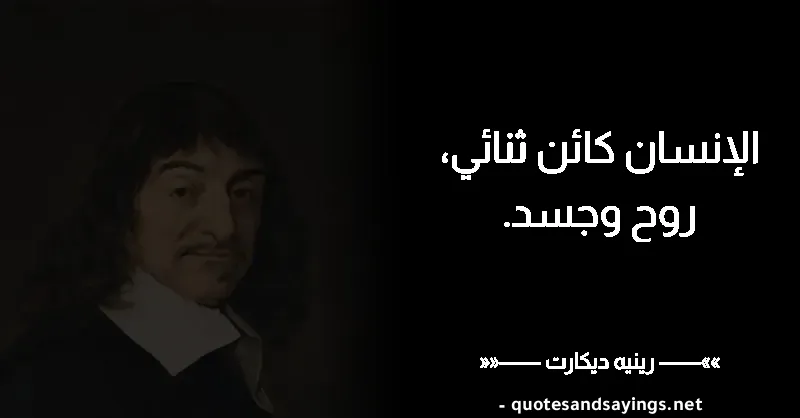 الإنسان كائن ثنائي،
روح وجسد.
»»—— رينيه ديكارت ——««
- quotesandsayings.net